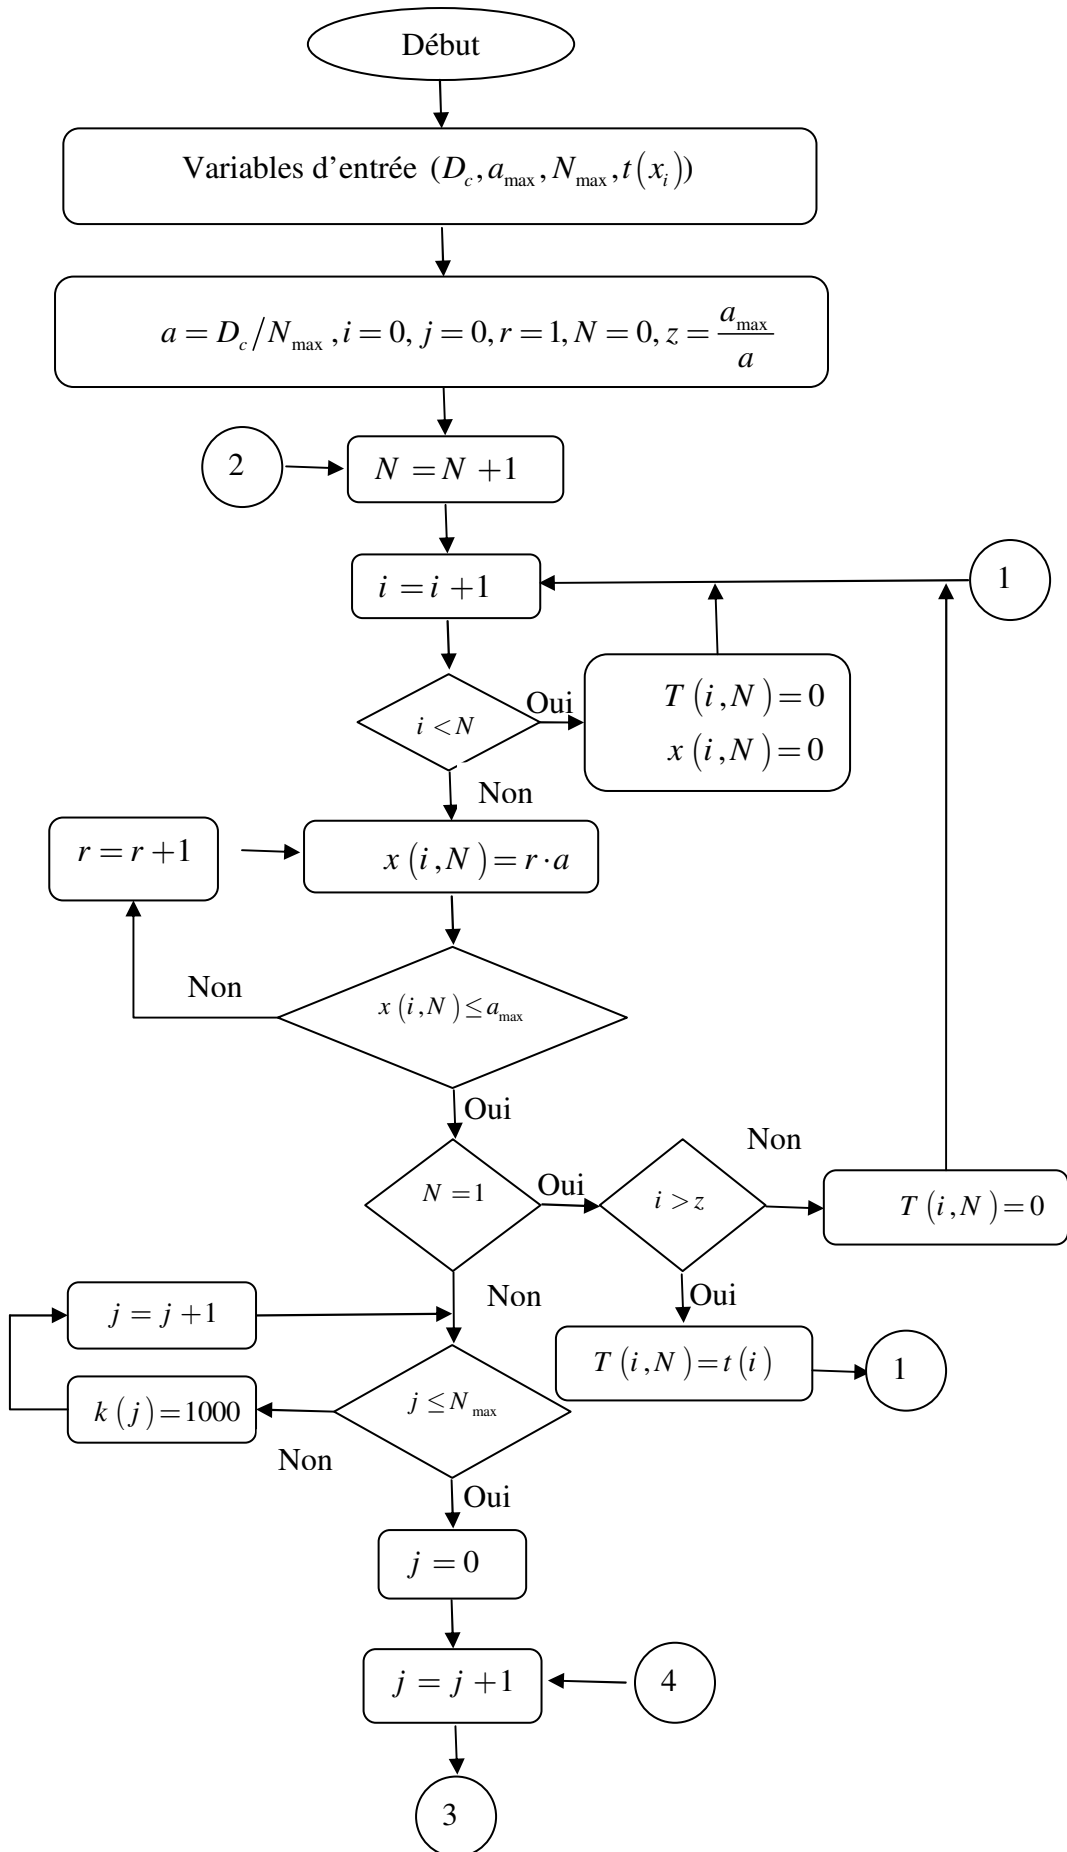 Début
Variables d'entrée (D_c, a_max, N_max, t(x_i))
a = D_c/N_max, i = 0, j = 0, r = 1, N = 0, z = a_max/a
2
N = N + 1
i = i + 1
1
i < N
Oui
T(i,N) = 0
x(i,N) = 0
Non
r = r + 1
x(i,N) = r·a
Non
x(i,N) ≤ a_max
Oui
N = 1
Oui
i > z
Non
T(i,N) = 0
Non
Oui
j = j + 1
T(i,N) = t(i)
1
k(j) = 1000
j ≤ N_max
Non
Oui
j = 0
j = j + 1
4
3